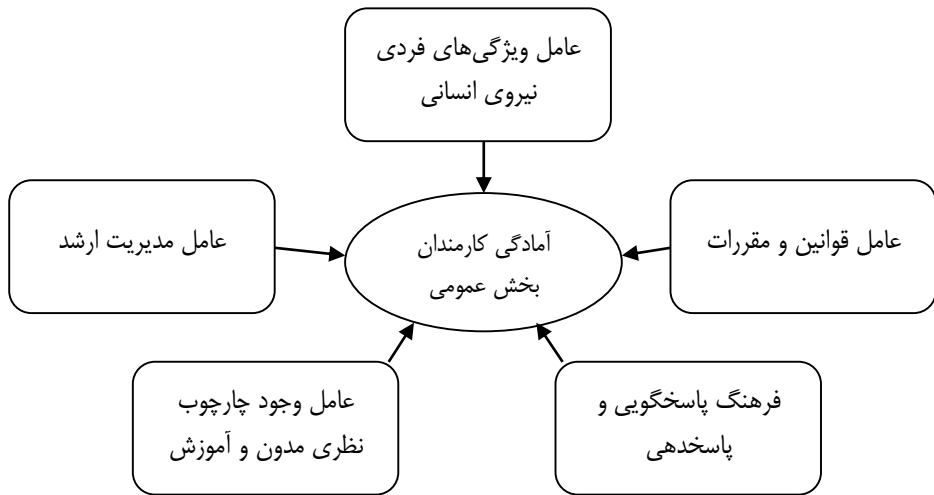 عامل ویژگی‌های فردی
نیروی انسانی
عامل قوانین و مقررات
آمادگی کارمندان
بخش عمومی
عامل مدیریت ارشد
فرهنگ پاسخگویی و
پاسخدهی
عامل وجود چارچوب
نظری مدون و آموزش